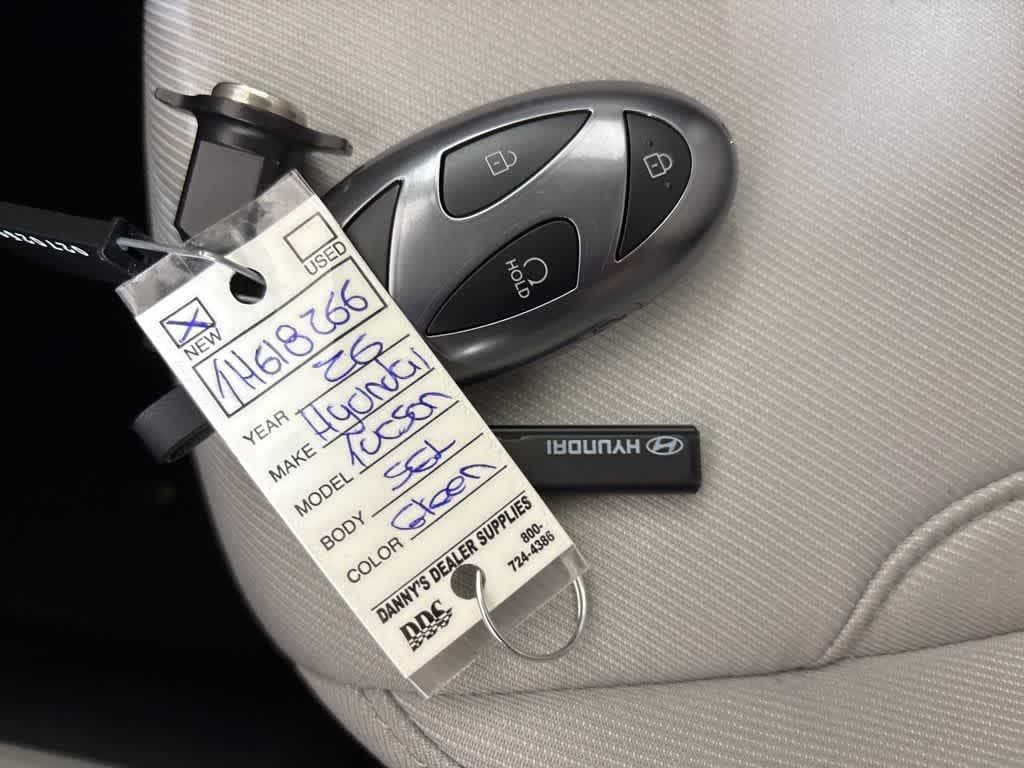 USED
NEW
1H618266
YEAR 26
MAKE Hyundai
MODEL Tucson
BODY SEL
COLOR Green
DANNY'S DEALER SUPPLIES
DDS
800-
724-4386
HOLD
HYUNDAI